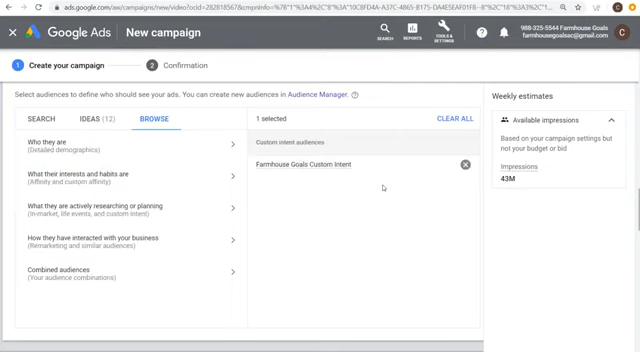 ads.google.com/aw/campaigns/new/video?ocid=282818567&cmpnInfo=%7B"1"%3A4%2C"8"%3A"10C8FD4A-A37C-4865-B175-DA4E5EAF01F8--8"%2C"18"%3A3%2C"1...
Google Ads
New campaign
SEARCH
REPORTS
TOOLS &
SETTINGS
988-325-5544 Farmhouse Goals
farmhousegoalsac@gmail.com
C
1 Create your campaign
2 Confirmation
Select audiences to define who should see your ads. You can create new audiences in Audience Manager.
SEARCH IDEAS (12) BROWSE
1 selected CLEAR ALL
Who they are
(Detailed demographics)
What their interests and habits are
(Affinity and custom affinity)
What they are actively researching or planning
(In-market, life events, and custom intent)
How they have interacted with your business
(Remarketing and similar audiences)
Combined audiences
(Your audience combinations)
Custom intent audiences
Farmhouse Goals Custom Intent
Weekly estimates
Available impressions
Based on your campaign settings but
not your budget or bid
Impressions
43M